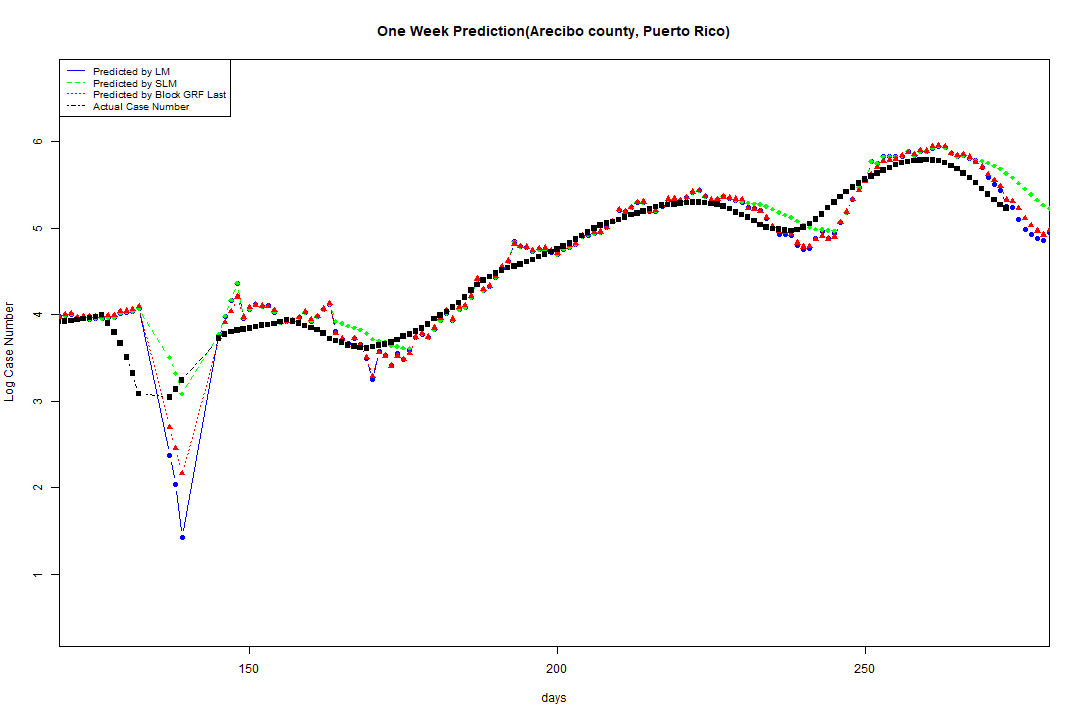 One Week Prediction(Arecibo county, Puerto Rico)
Predicted by LM
Predicted by SLM
Predicted by Block GRF Last
Actual Case Number
Log Case Number
6
5
4
3
2
1
150 200 250
days